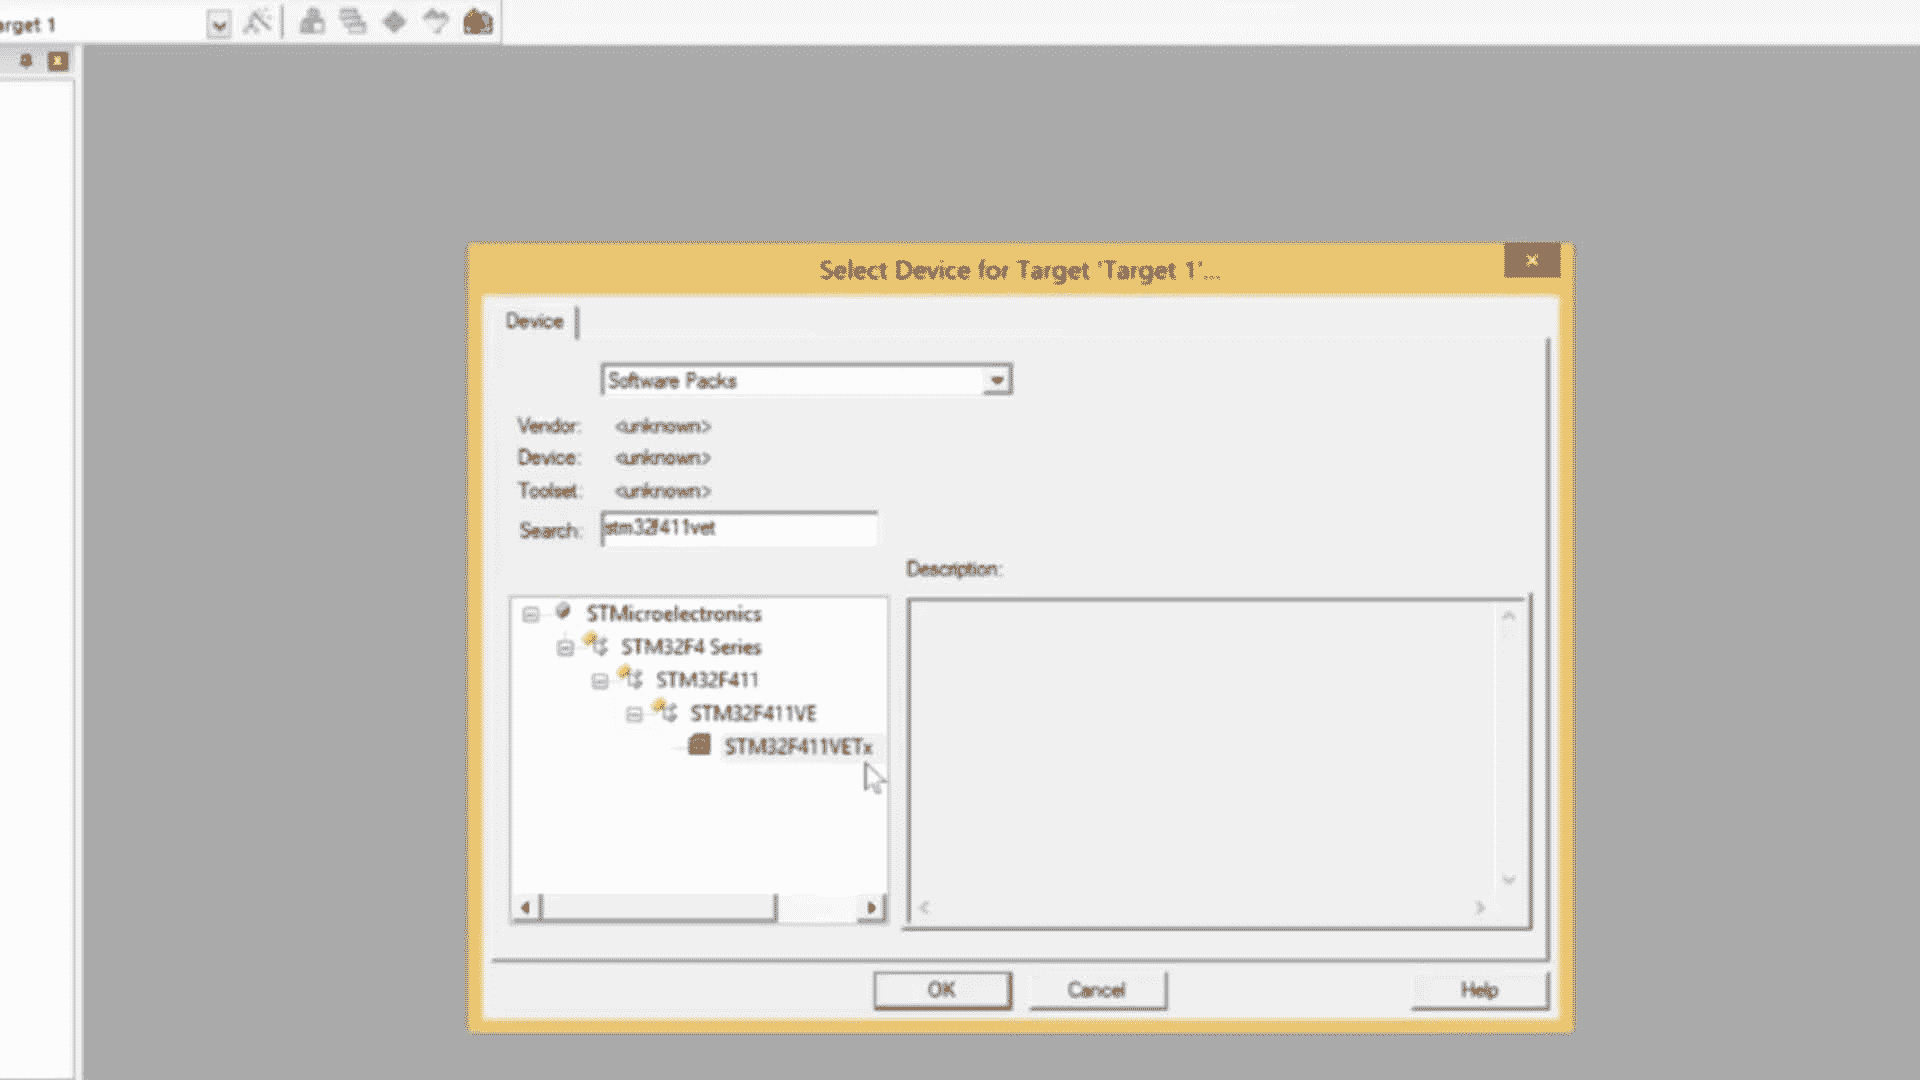 arget 1
Select Device for Target 'Target 1'...
Device
Software Packs
Vendor: <unknown>
Device: <unknown>
Toolset: <unknown>
Search: stm32f411vet
Description:
STMicroelectronics
STM32F4 Series
STM32F411
STM32F411VE
STM32F411VETx
OK
Cancel
Help